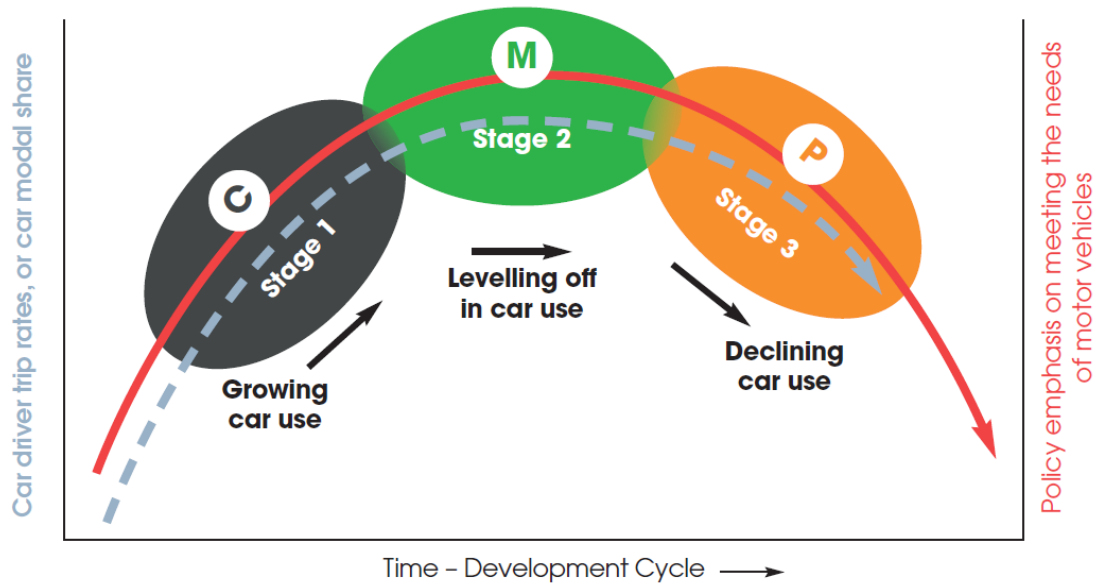 Car driver trip rates, or car modal share
C
Stage 1
M
Stage 2
P
Stage 3
Growing
car use
Levelling off
in car use
Declining
car use
Policy emphasis on meeting the needs
of motor vehicles
Time – Development Cycle